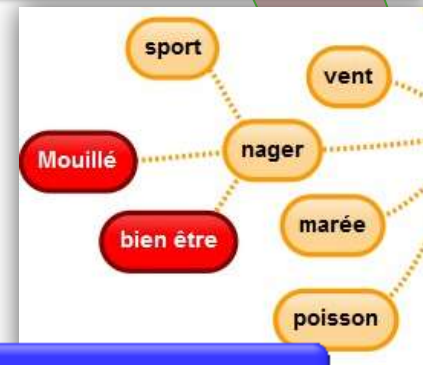 sport
vent
nager
Mouillé
marée
bien être
poisson